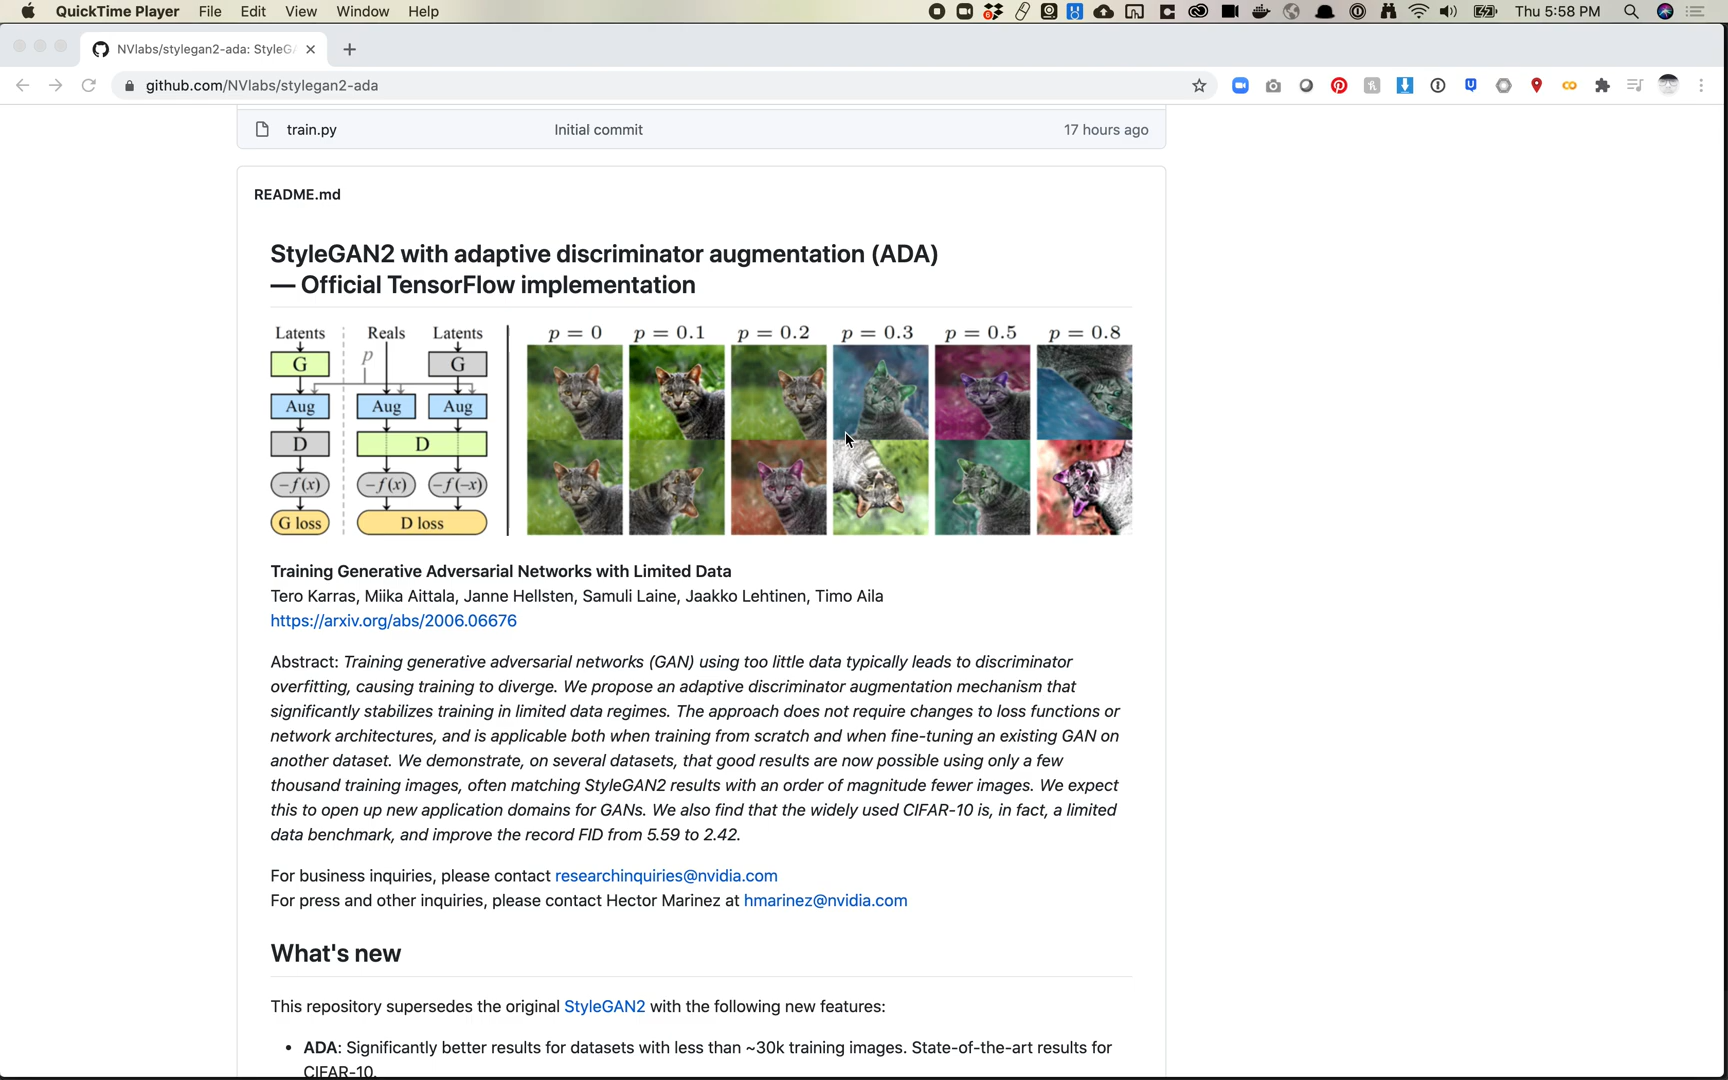 QuickTime Player File Edit View Window Help Thu 5:58 PM
NVlabs/stylegan2-ada: StyleGA
github.com/NVlabs/stylegan2-ada
train.py Initial commit 17 hours ago
README.md
StyleGAN2 with adaptive discriminator augmentation (ADA)
— Official TensorFlow implementation
Latents Reals Latents p = 0 p = 0.1 p = 0.2 p = 0.3 p = 0.5 p = 0.8
p
G G
Aug Aug Aug
D D
−f(x) −f(x) −f(−x)
G loss D loss
Training Generative Adversarial Networks with Limited Data
Tero Karras, Miika Aittala, Janne Hellsten, Samuli Laine, Jaakko Lehtinen, Timo Aila
https://arxiv.org/abs/2006.06676
Abstract: Training generative adversarial networks (GAN) using too little data typically leads to discriminator
overfitting, causing training to diverge. We propose an adaptive discriminator augmentation mechanism that
significantly stabilizes training in limited data regimes. The approach does not require changes to loss functions or
network architectures, and is applicable both when training from scratch and when fine-tuning an existing GAN on
another dataset. We demonstrate, on several datasets, that good results are now possible using only a few
thousand training images, often matching StyleGAN2 results with an order of magnitude fewer images. We expect
this to open up new application domains for GANs. We also find that the widely used CIFAR-10 is, in fact, a limited
data benchmark, and improve the record FID from 5.59 to 2.42.
For business inquiries, please contact researchinquiries@nvidia.com
For press and other inquiries, please contact Hector Marinez at hmarinez@nvidia.com
What's new
This repository supersedes the original StyleGAN2 with the following new features:
• ADA: Significantly better results for datasets with less than ~30k training images. State-of-the-art results for
CIFAR-10.